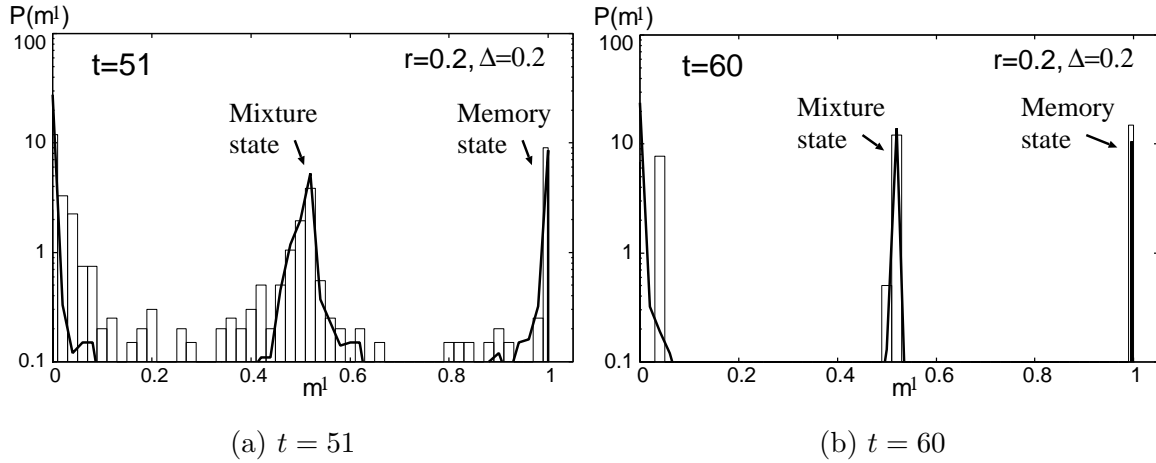 P(m¹)
100
10
1
0.1
t=51
r=0.2, Δ=0.2
Mixture
state
Memory
state
0 0.2 0.4 0.6 0.8 1
m¹
(a) t = 51
P(m¹)
100
10
1
0.1
t=60
r=0.2, Δ=0.2
Mixture
state
Memory
state
0 0.2 0.4 0.6 0.8 1
m¹
(b) t = 60